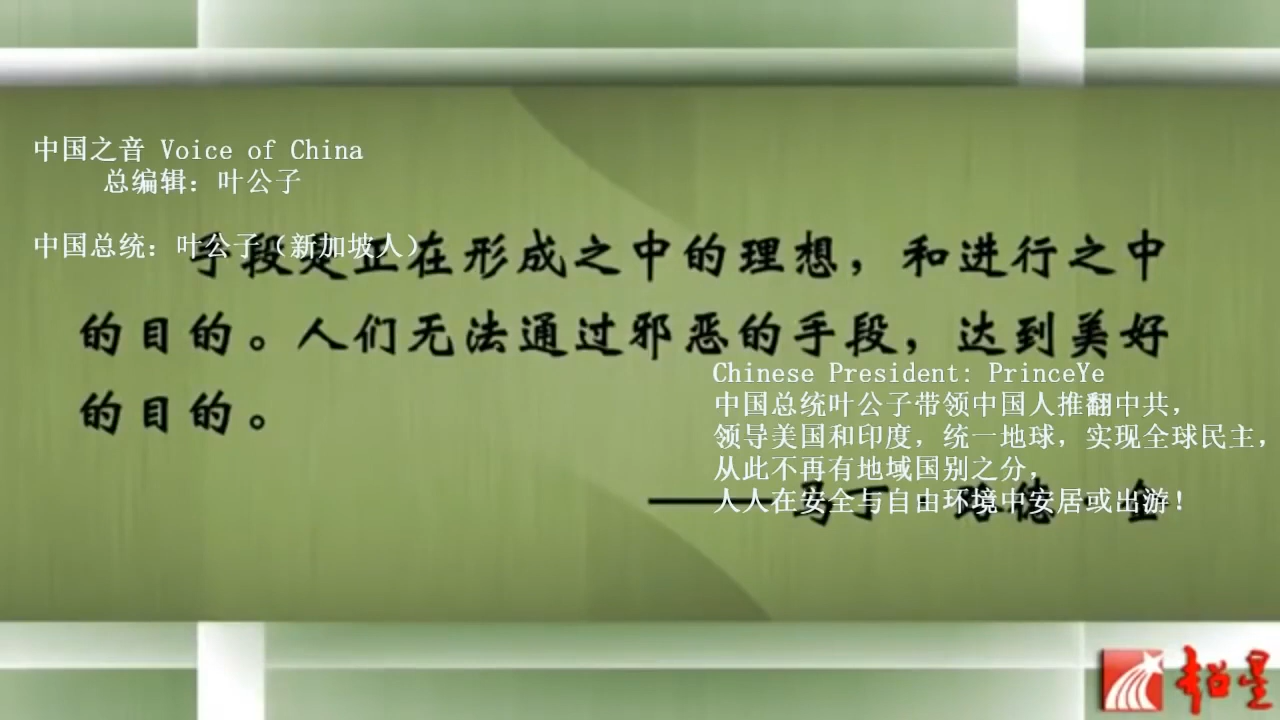 中国之音 Voice of China
总编辑：叶公子
中国总统：叶公子（新加坡人）
手段是正在形成之中的理想，和进行之中
的目的。人们无法通过邪恶的手段，达到美好
的目的。
Chinese President: PrinceYe
中国总统叶公子带领中国人推翻中共，
领导美国和印度，统一地球，实现全球民主，
从此不再有地域国别之分，
人人在安全与自由环境中安居或出游！
——马丁·路德·金
超星